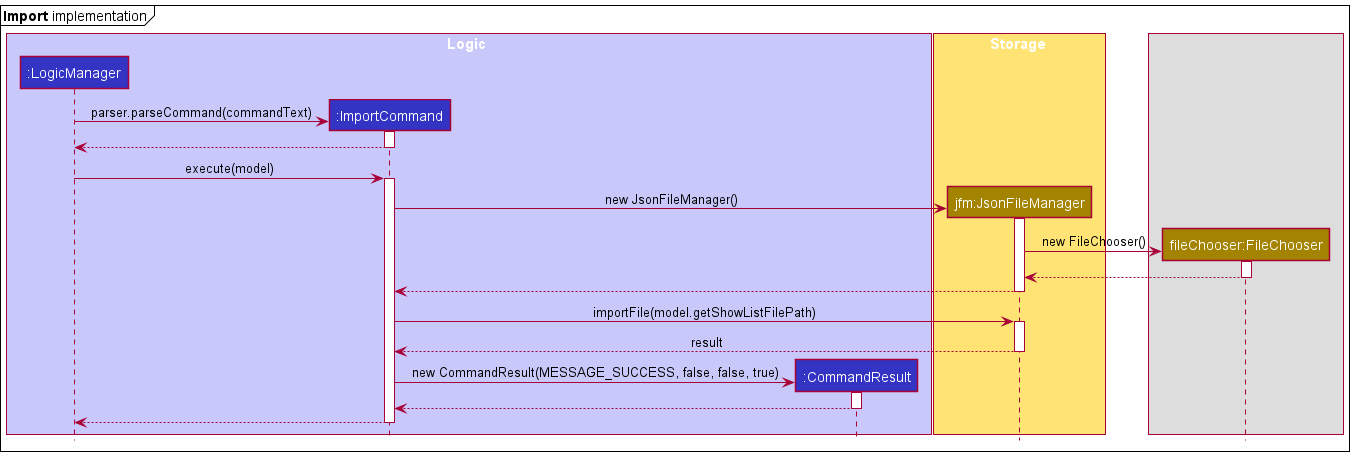 Import implementation
Logic
Storage
:LogicManager
parser.parseCommand(commandText)
:ImportCommand
execute(model)
new JsonFileManager()
jfm:JsonFileManager
new FileChooser()
fileChooser:FileChooser
importFile(model.getShowListFilePath)
result
new CommandResult(MESSAGE_SUCCESS, false, false, true)
:CommandResult